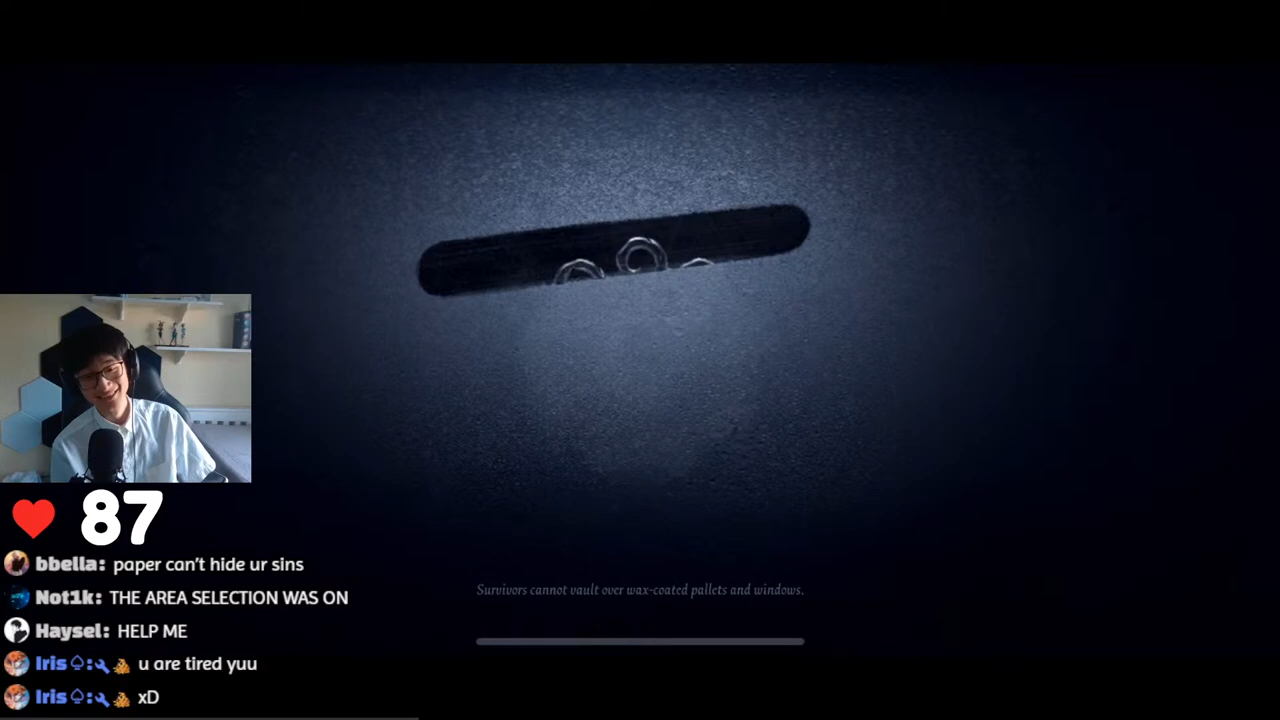 Survivors cannot vault over wax-coated pallets and windows.
87
bbella: paper can't hide ur sins
Not1k: THE AREA SELECTION WAS ON
Haysel: HELP ME
Iris♤: u are tired yuu
Iris♤: xD